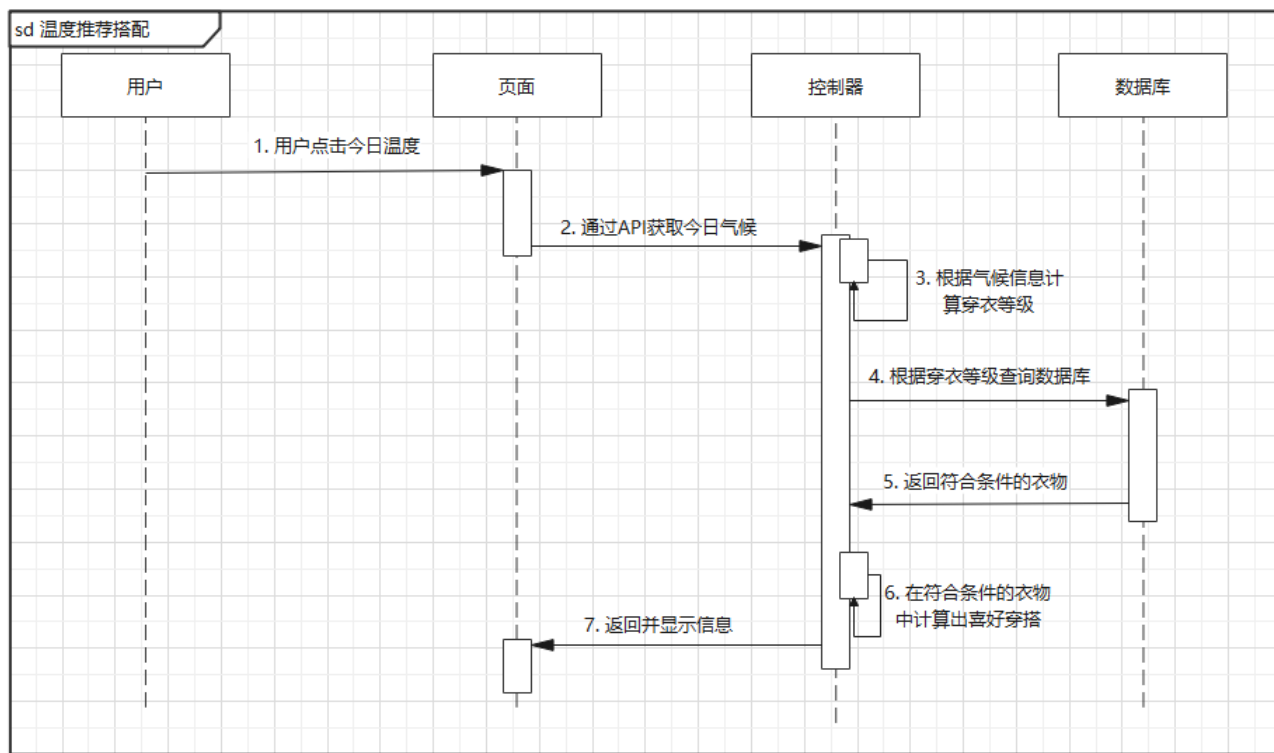 sd 温度推荐搭配
用户
页面
控制器
数据库
1. 用户点击今日温度
2. 通过API获取今日气候
3. 根据气候信息计
算穿衣等级
4. 根据穿衣等级查询数据库
5. 返回符合条件的衣物
6. 在符合条件的衣物
中计算出喜好穿搭
7. 返回并显示信息